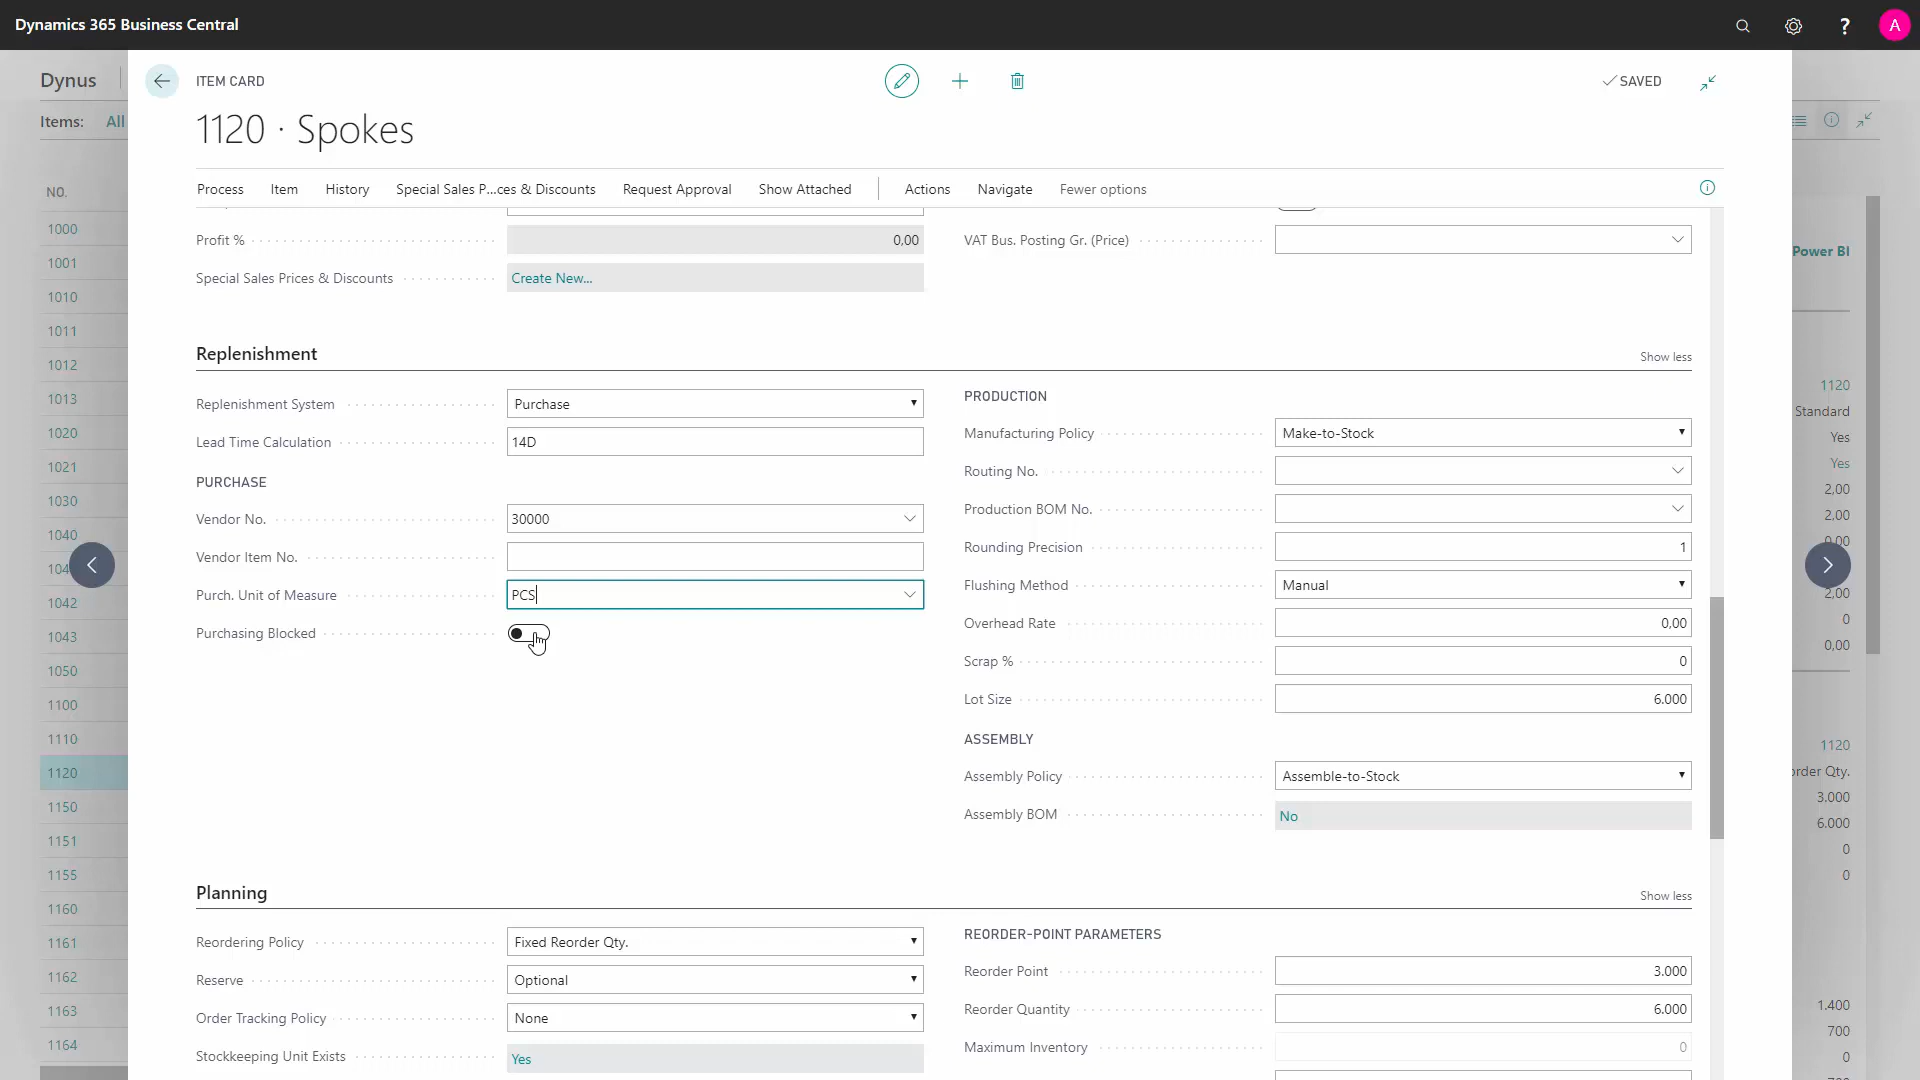 Dynamics 365 Business Central
?
A
Dynus
ITEM CARD
SAVED
Items:
All
1120 · Spokes
Process
Item
History
Special Sales P...ces & Discounts
Request Approval
Show Attached
Actions
Navigate
Fewer options
NO.
1000
1001
1010
1011
1012
1013
1020
1021
1030
1040
1042
1043
1050
1100
1110
1120
1150
1151
1155
1160
1161
1162
1163
1164
Profit %
0,00
VAT Bus. Posting Gr. (Price)
Special Sales Prices & Discounts
Create New...
Replenishment
Show less
Replenishment System
Purchase
Lead Time Calculation
14D
PURCHASE
Vendor No.
30000
Vendor Item No.
Purch. Unit of Measure
PCS
Purchasing Blocked
PRODUCTION
Manufacturing Policy
Make-to-Stock
Routing No.
Production BOM No.
Rounding Precision
1
Flushing Method
Manual
Overhead Rate
0,00
Scrap %
0
Lot Size
6.000
ASSEMBLY
Assembly Policy
Assemble-to-Stock
Assembly BOM
No
Planning
Show less
Reordering Policy
Fixed Reorder Qty.
Reserve
Optional
Order Tracking Policy
None
Stockkeeping Unit Exists
Yes
REORDER-POINT PARAMETERS
Reorder Point
3.000
Reorder Quantity
6.000
Maximum Inventory
0
Power BI
1120
Standard
Yes
Yes
2,00
2,00
0,00
2,00
0
0,00
1120
Qty.
3.000
6.000
0
0
1.400
700
0